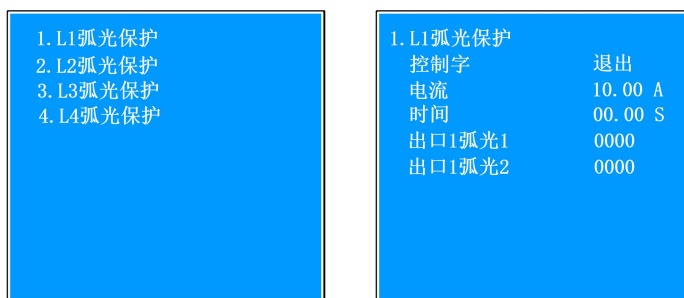 1. L1弧光保护
2. L2弧光保护
3. L3弧光保护
4. L4弧光保护
1. L1弧光保护
控制字 退出
电流 10.00 A
时间 00.00 S
出口1弧光1 0000
出口1弧光2 0000